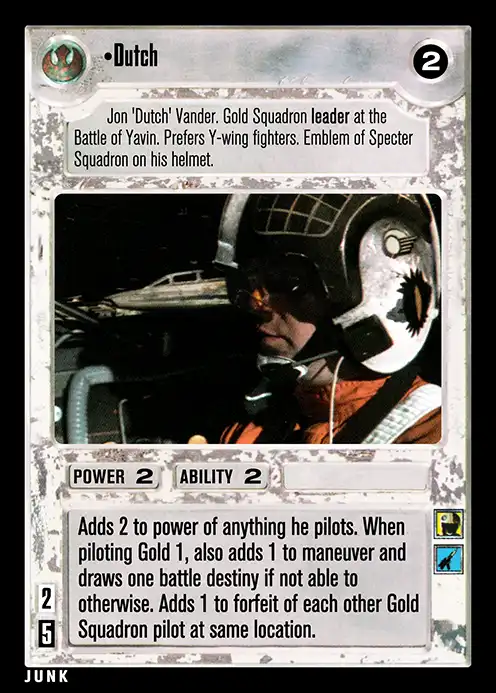 •Dutch
2
Jon 'Dutch' Vander. Gold Squadron leader at the
Battle of Yavin. Prefers Y-wing fighters. Emblem of Specter
Squadron on his helmet.
POWER 2 ABILITY 2
Adds 2 to power of anything he pilots. When
piloting Gold 1, also adds 1 to maneuver and
draws one battle destiny if not able to
otherwise. Adds 1 to forfeit of each other Gold
Squadron pilot at same location.
2
5
JUNK